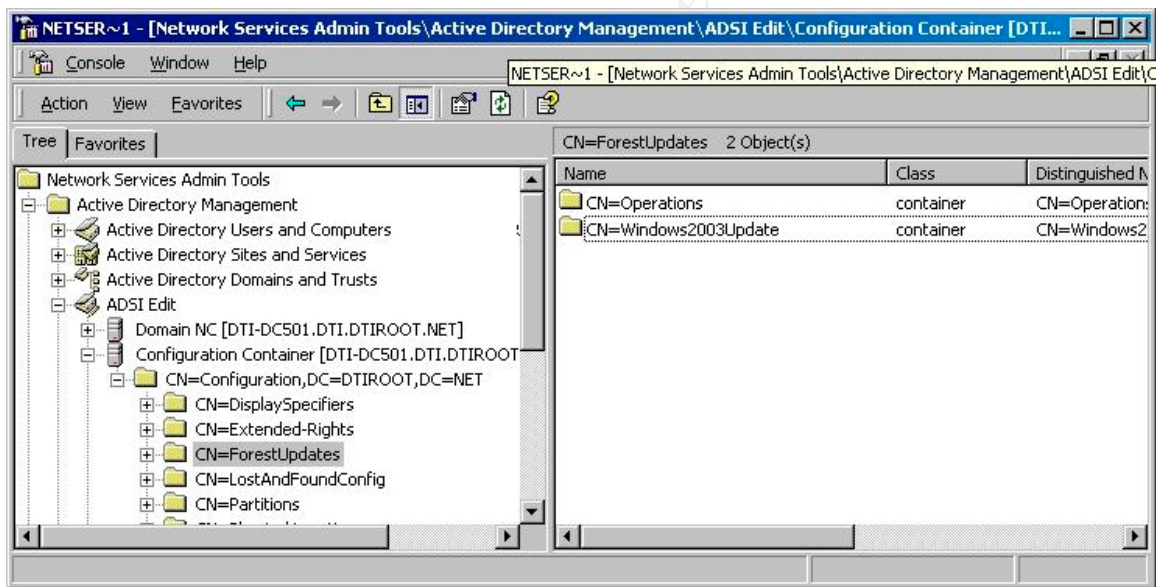 NETSER~1 - [Network Services Admin Tools\Active Directory Management\ADSI Edit\Configuration Container [DTI...
Console Window Help
NETSER~1 - [Network Services Admin Tools\Active Directory Management\ADSI Edit\C
Action View Favorites
Tree Favorites
CN=ForestUpdates 2 Object(s)
Network Services Admin Tools
Active Directory Management
Active Directory Users and Computers
Active Directory Sites and Services
Active Directory Domains and Trusts
ADSI Edit
Domain NC [DTI-DC501.DTI.DTIROOT.NET]
Configuration Container [DTI-DC501.DTI.DTIROOT
CN=Configuration,DC=DTIROOT,DC=NET
CN=DisplaySpecifiers
CN=Extended-Rights
CN=ForestUpdates
CN=LostAndFoundConfig
CN=Partitions
Name Class Distinguished N
CN=Operations container CN=Operation
CN=Windows2003Update container CN=Windows2